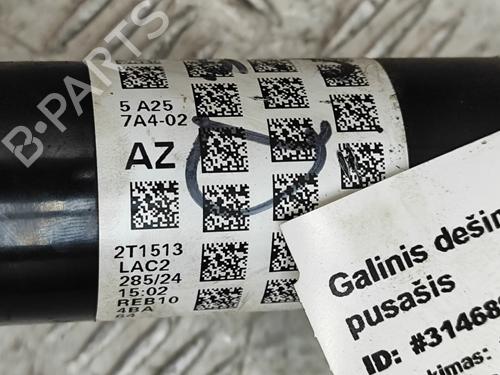 B-PARTS
5 A25
7A4-02
AZ
2T1513
LAC2
285/24
15:02
REB10
4BA
Galinis dešin
pusašis
ID: #31468